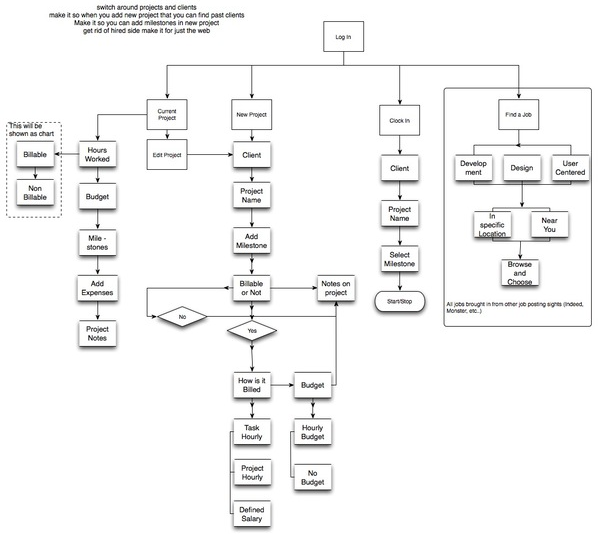 switch around projects and clients
make it so when you add new project that you can find past clients
Make it so you can add milestones in new project
get rid of hired side make it for just the web
Log In
Current
Project
New Project
Clock In
Find a Job
This will be
shown as chart
Billable
Non
Billable
Hours
Worked
Edit Project
Budget
Mile -
stones
Add
Expenses
Project
Notes
Client
Project
Name
Add
Milestone
Billable
or Not
Notes on
project
No
Yes
How is it
Billed
Budget
Task
Hourly
Project
Hourly
Defined
Salary
Hourly
Budget
No
Budget
Client
Project
Name
Select
Milestone
Start/Stop
Develop
ment
Design
User
Centered
In
specific
Location
Near
You
Browse
and
Choose
All jobs brought in from other job posting sights (Indeed,
Monster, etc..)